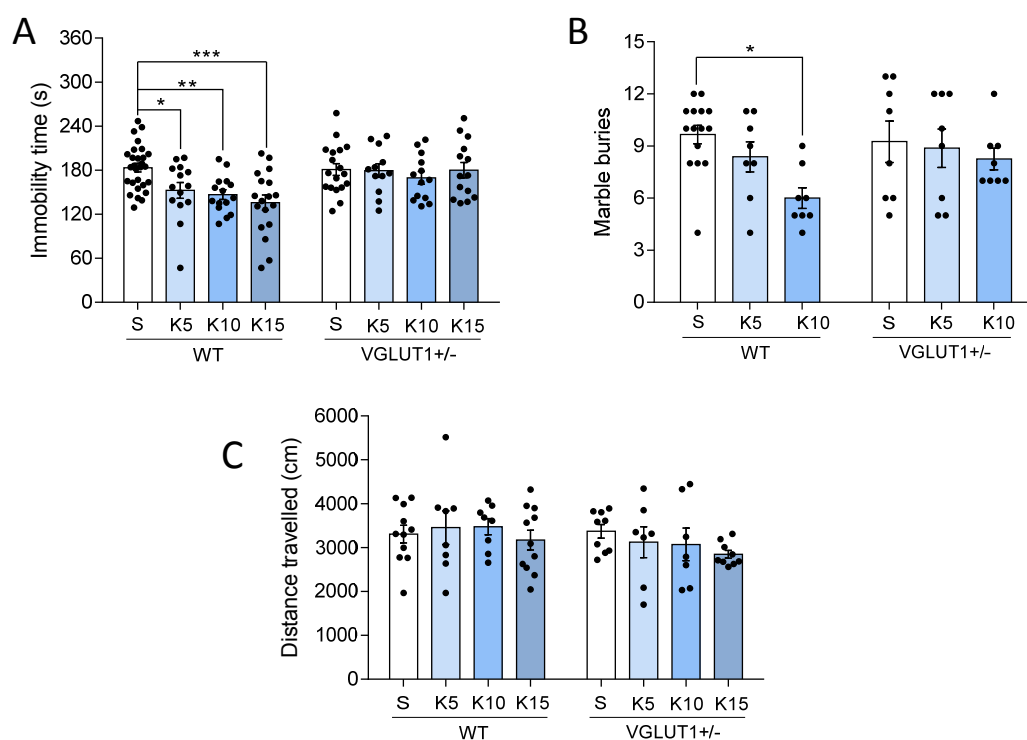 A
Immobility time (s)
360
300
240
180
120
60
0
***
**
*
S K5 K10 K15 S K5 K10 K15
WT VGLUT1+/-
B
Marble buries
15
12
9
6
3
0
*
S K5 K10 S K5 K10
WT VGLUT1+/-
C
Distance travelled (cm)
6000
5000
4000
3000
2000
1000
0
S K5 K10 K15 S K5 K10 K15
WT VGLUT1+/-